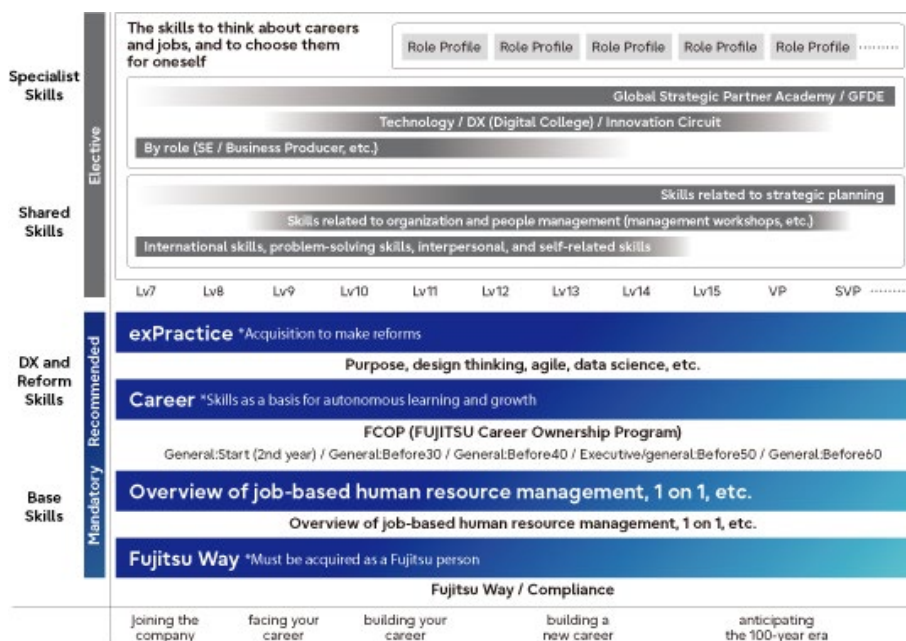 The skills to think about careers
and jobs, and to choose them
for oneself
Role Profile Role Profile Role Profile Role Profile Role Profile ········
Specialist
Skills
Elective
Global Strategic Partner Academy / GFDE
Technology / DX (Digital College) / Innovation Circuit
By role (SE / Business Producer, etc.)
Shared
Skills
Skills related to strategic planning
Skills related to organization and people management (management workshops, etc.)
International skills, problem-solving skills, interpersonal, and self-related skills
Lv7 Lv8 Lv9 Lv10 Lv11 Lv12 Lv13 Lv14 Lv15 VP SVP ········
DX and
Reform
Skills
Recommended
exPractice *Acquisition to make reforms
Purpose, design thinking, agile, data science, etc.
Career *Skills as a basis for autonomous learning and growth
FCOP (FUJITSU Career Ownership Program)
General:Start (2nd year) / General:Before30 / General:Before40 / Executive/general:Before50 / General:Before60
Base
Skills
Mandatory
Overview of job-based human resource management, 1 on 1, etc.
Overview of job-based human resource management, 1 on 1, etc.
Fujitsu Way *Must be acquired as a Fujitsu person
Fujitsu Way / Compliance
Joining the
company
facing your
career
building your
career
building a
new career
anticipating
the 100-year era